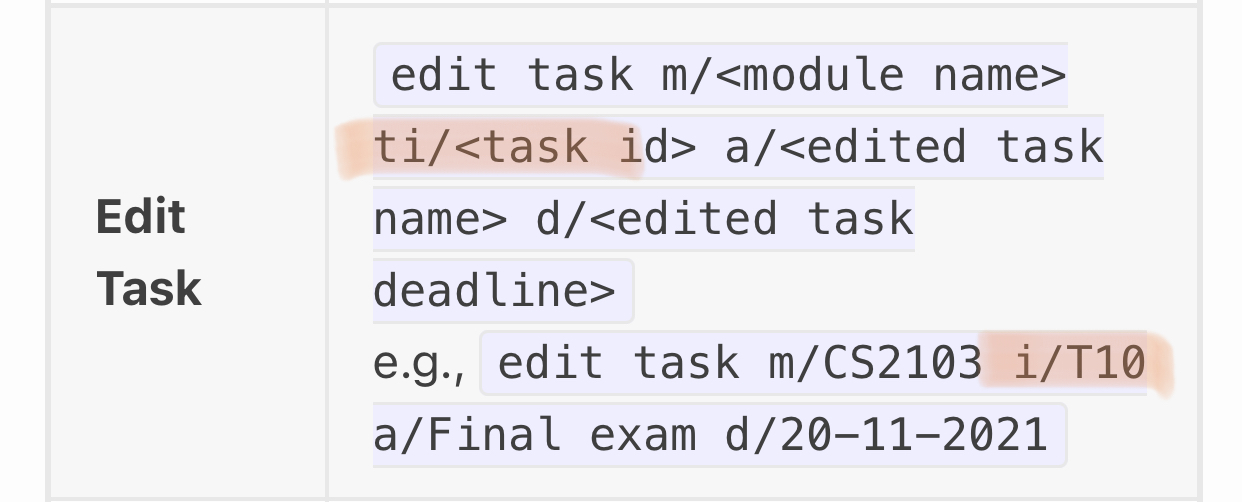 Edit
Task
edit task m/<module name>
ti/<task id> a/<edited task
name> d/<edited task
deadline>
e.g., edit task m/CS2103 i/T10
a/Final exam d/20-11-2021